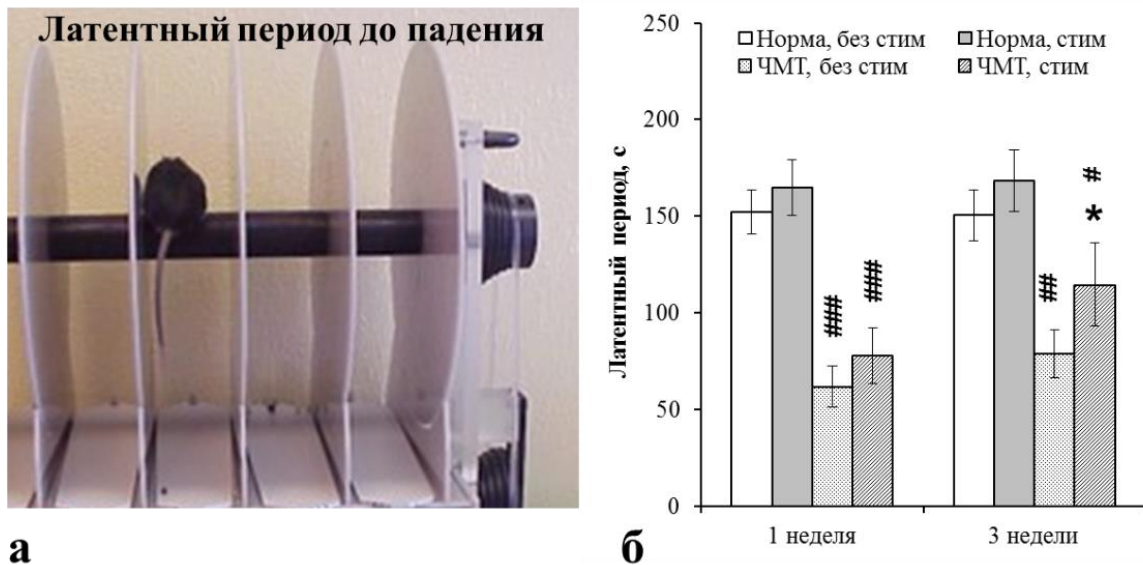 Латентный период до падения
а
Латентный период, с
250
200
150
100
50
0
Норма, без стим
Норма, стим
ЧМТ, без стим
ЧМТ, стим
###
###
##
#
*
1 неделя
3 недели
б